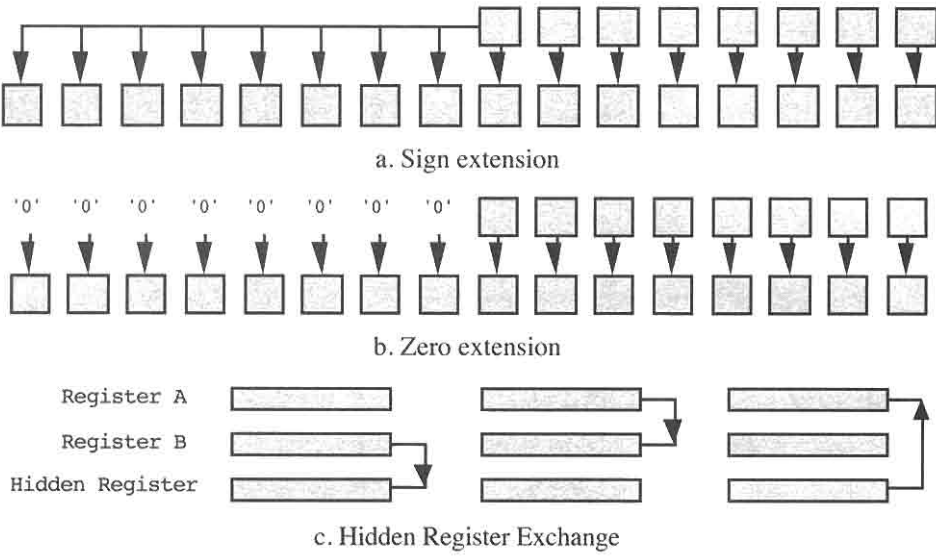 a. Sign extension
'0' '0' '0' '0' '0' '0' '0' '0'
b. Zero extension
Register A
Register B
Hidden Register
c. Hidden Register Exchange